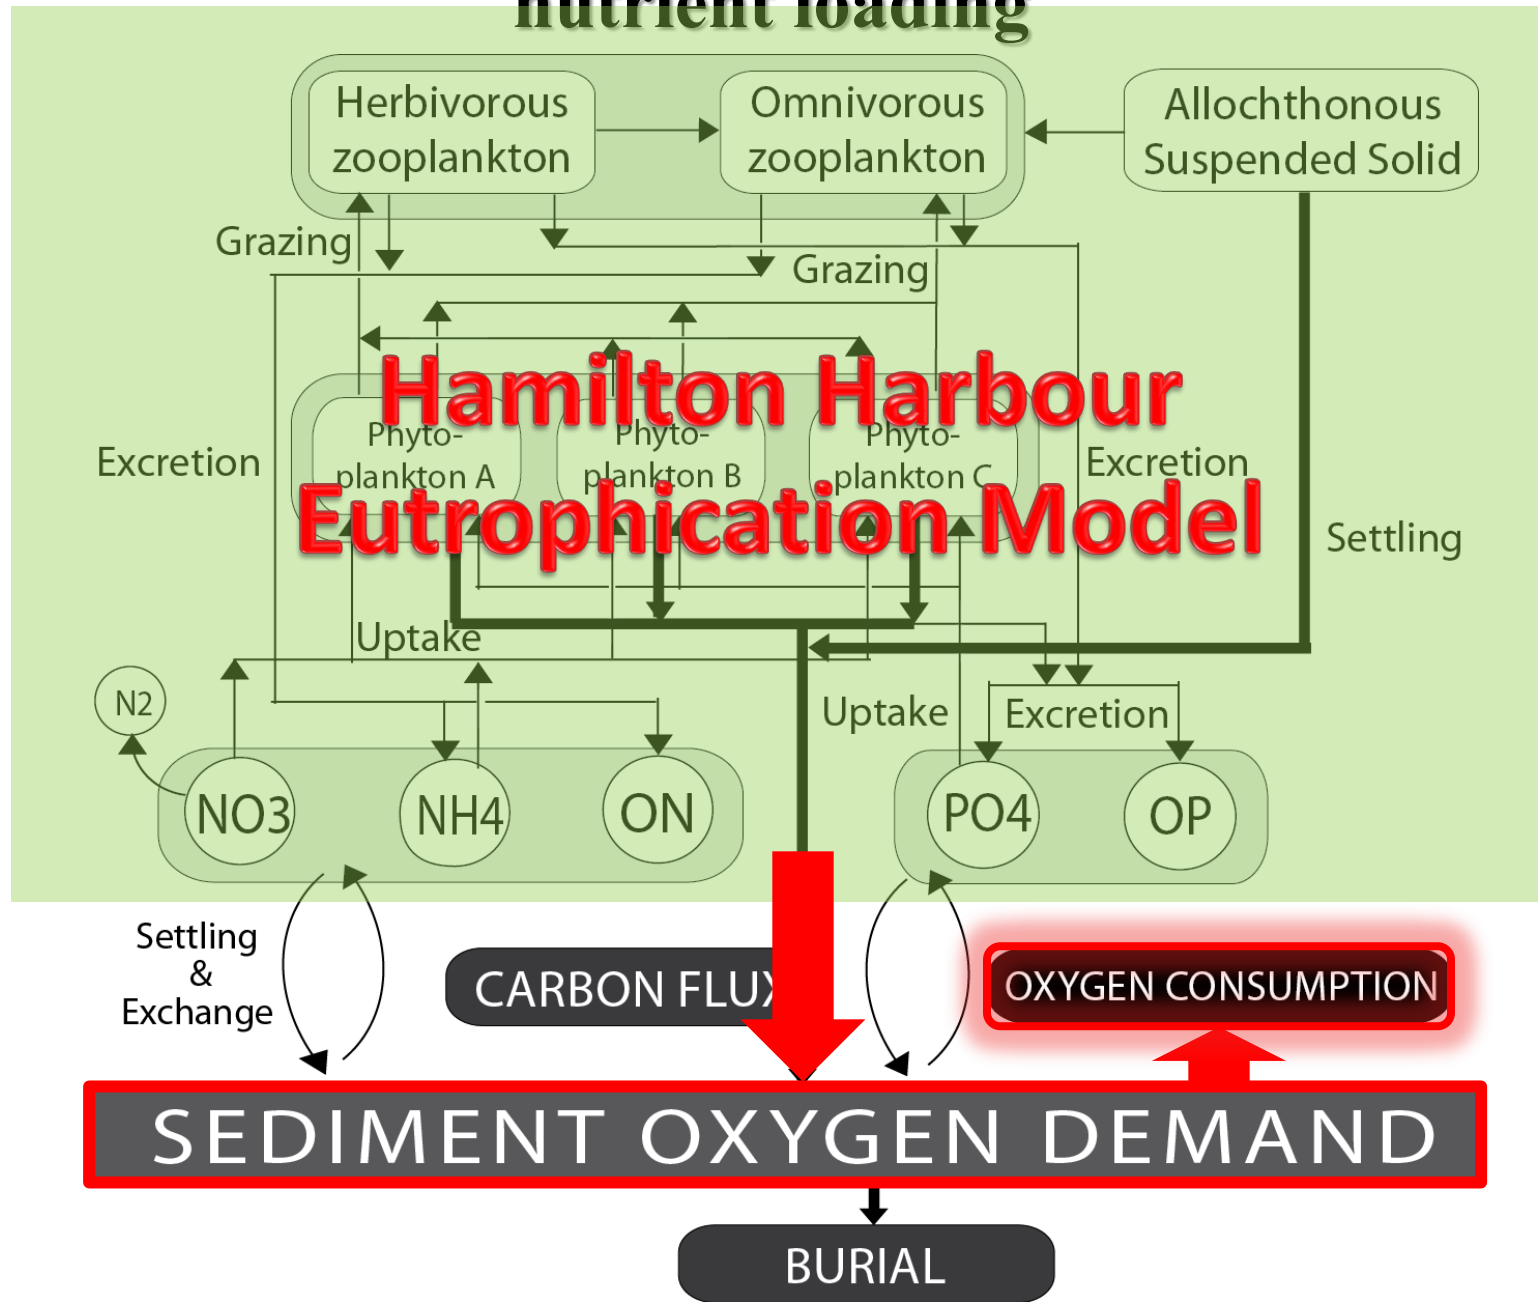 nutrient loading
Herbivorous
zooplankton
Omnivorous
zooplankton
Allochthonous
Suspended Solid
Grazing
Grazing
Hamilton Harbour
Eutrophication Model
Phyto-
plankton A
Phyto-
plankton B
Phyto-
plankton C
Excretion
Excretion
Settling
Uptake
N2
Uptake
Excretion
NO3
NH4
ON
PO4
OP
Settling
&
Exchange
CARBON FLUX
OXYGEN CONSUMPTION
SEDIMENT OXYGEN DEMAND
BURIAL